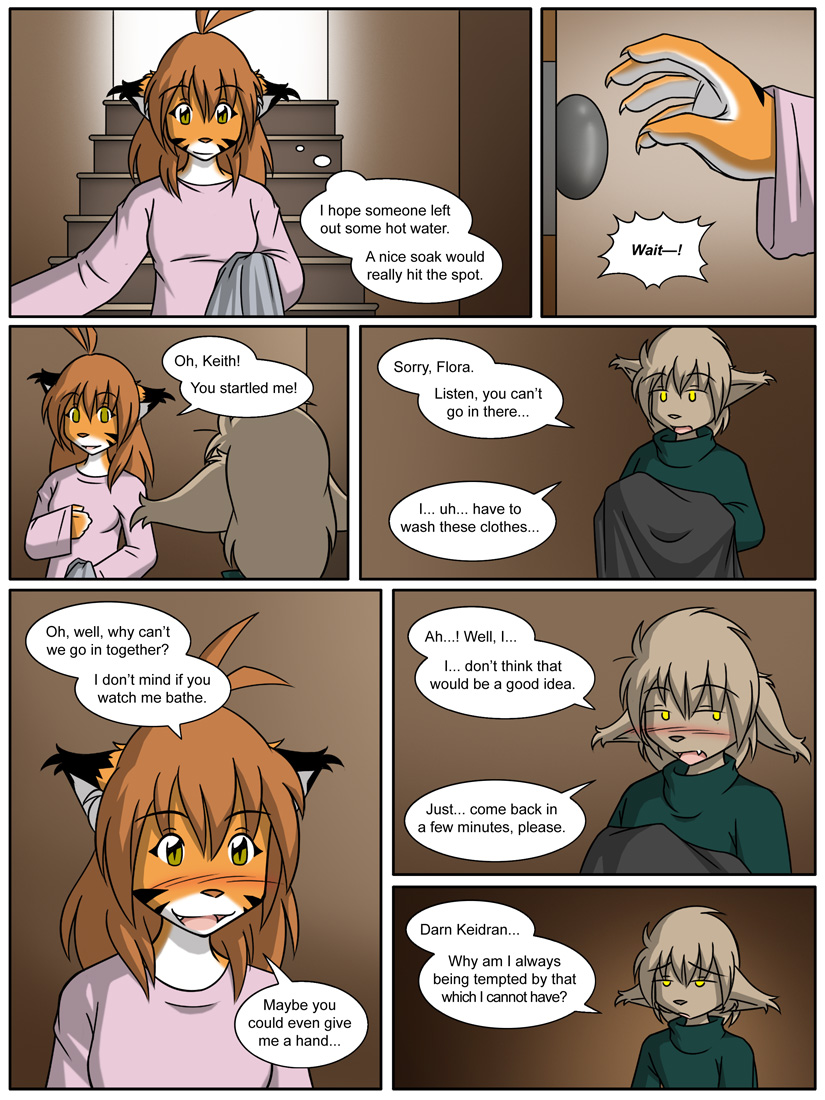 I hope someone left
out some hot water.
A nice soak would
really hit the spot.
Wait—!
Oh, Keith!
You startled me!
Sorry, Flora.
Listen, you can't
go in there...
I... uh... have to
wash these clothes...
Oh, well, why can't
we go in together?
I don't mind if you
watch me bathe.
Maybe you
could even give
me a hand...
Ah...! Well, I...
I... don't think that
would be a good idea.
Just... come back in
a few minutes, please.
Darn Keidran...
Why am I always
being tempted by that
which I cannot have?